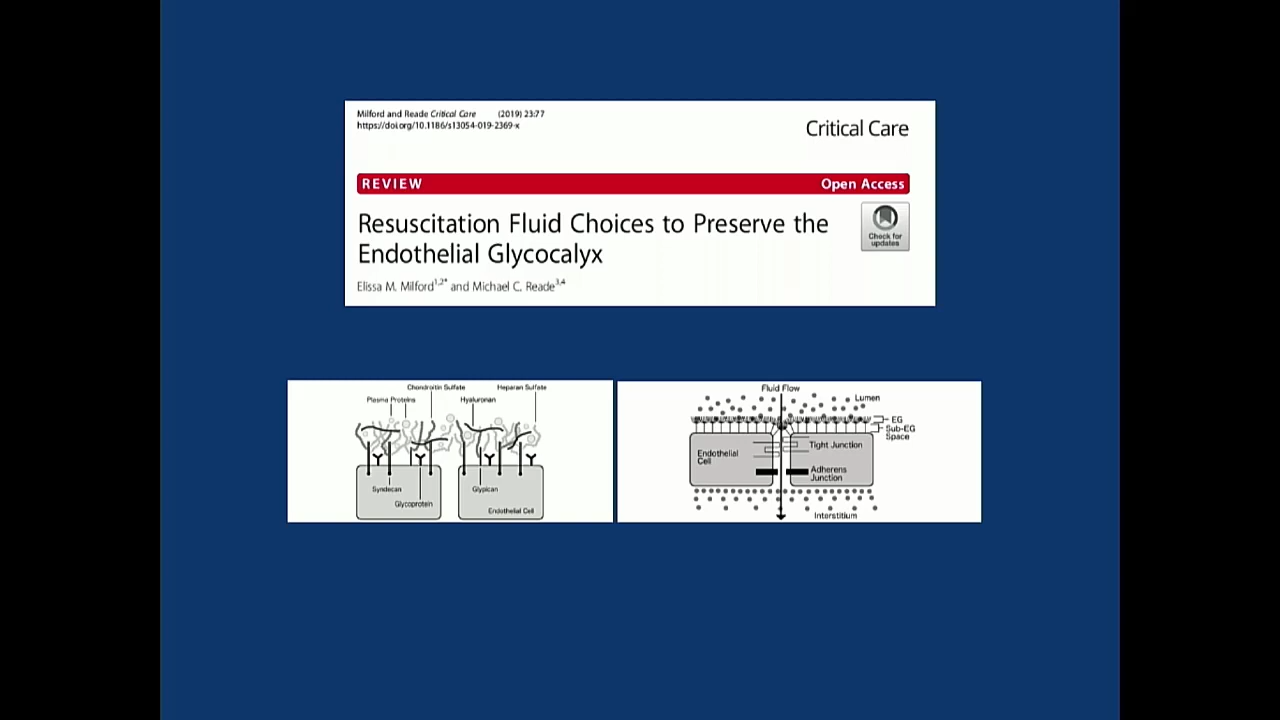 Milford and Reade Critical Care (2019) 23:77
https://doi.org/10.1186/s13054-019-2369-x
Critical Care
REVIEW Open Access
Resuscitation Fluid Choices to Preserve the
Endothelial Glycocalyx
Check for
updates
Elissa M. Milford1,2* and Michael C. Reade3,4
Chondroitin Sulfate Heparan Sulfate
Plasma Proteins Hyaluronan
Syndecan Glypican
Glycoprotein
Endothelial Cell
Fluid Flow
Lumen
EG
Sub-EG
Space
Tight Junction
Endothelial
Cell
Adherens
Junction
Interstitium